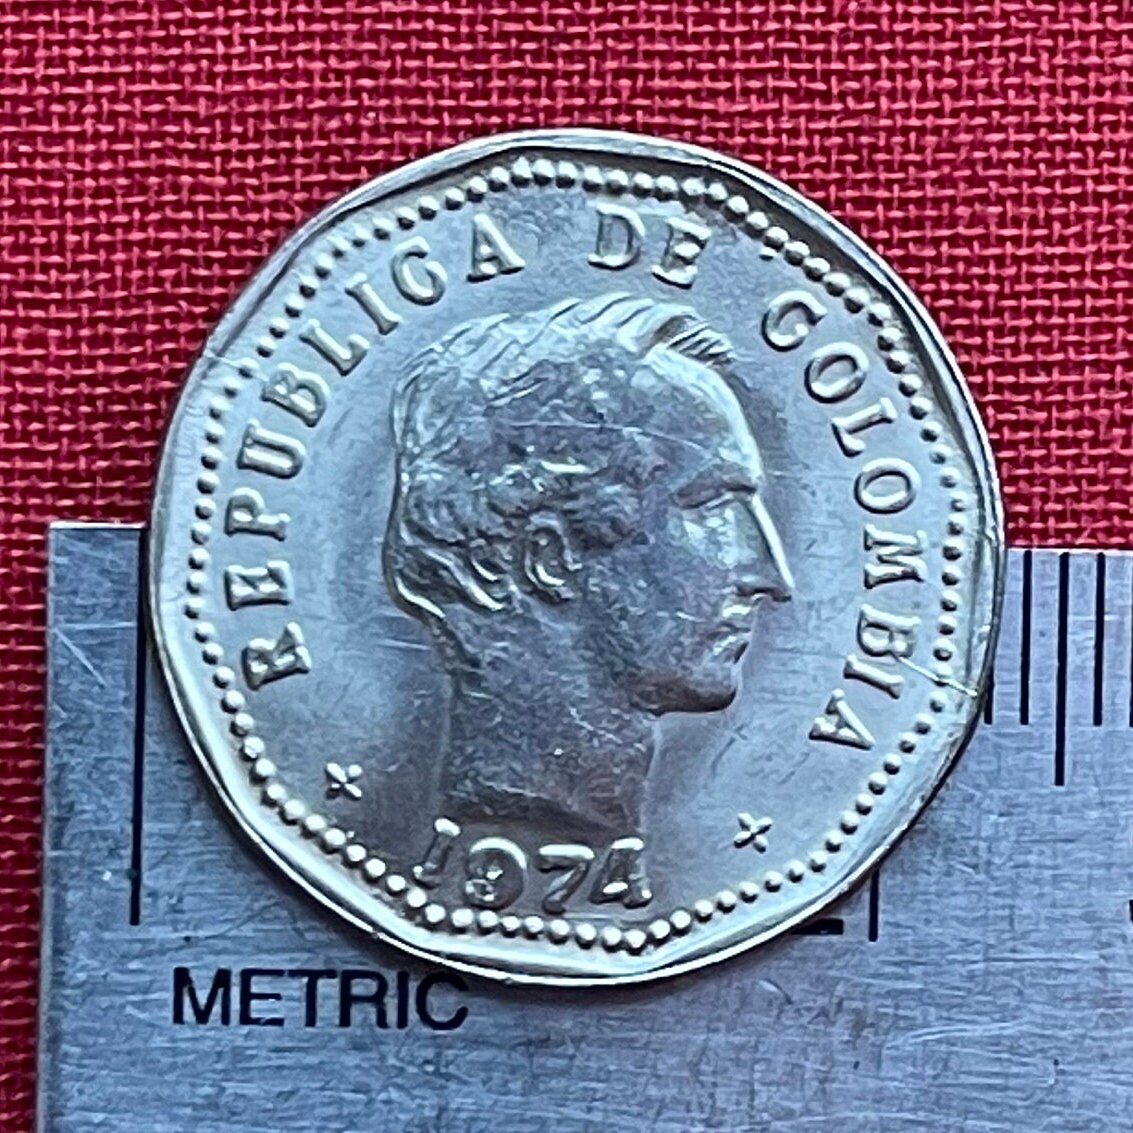 REPUBLICA DE COLOMBIA
1974
METRIC